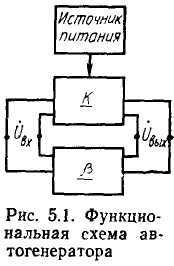 Источник
питания
K
U̇вх
U̇вых
β
Рис. 5.1. Функцио-
нальная схема ав-
тогенератора